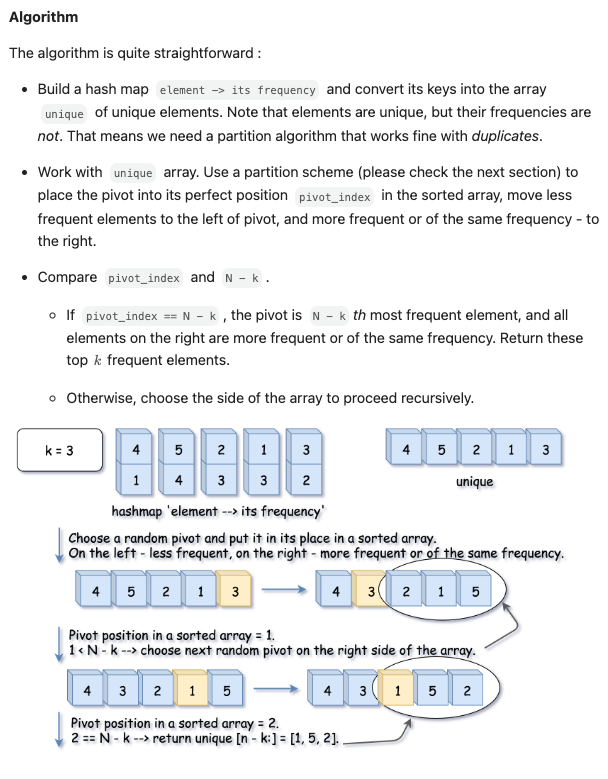 Algorithm
The algorithm is quite straightforward :
• Build a hash map element -> its frequency and convert its keys into the array
unique of unique elements. Note that elements are unique, but their frequencies are
not. That means we need a partition algorithm that works fine with duplicates.
• Work with unique array. Use a partition scheme (please check the next section) to
place the pivot into its perfect position pivot_index in the sorted array, move less
frequent elements to the left of pivot, and more frequent or of the same frequency - to
the right.
• Compare pivot_index and N - k .
◦ If pivot_index == N - k , the pivot is N - k th most frequent element, and all
elements on the right are more frequent or of the same frequency. Return these
top k frequent elements.
◦ Otherwise, choose the side of the array to proceed recursively.
k = 3
4 5 2 1 3
1 4 3 3 2
hashmap 'element --> its frequency'
4 5 2 1 3
unique
Choose a random pivot and put it in its place in a sorted array.
On the left - less frequent, on the right - more frequent or of the same frequency.
4 5 2 1 3
4 3 2 1 5
Pivot position in a sorted array = 1.
1 < N - k --> choose next random pivot on the right side of the array.
4 3 2 1 5
4 3 1 5 2
Pivot position in a sorted array = 2.
2 == N - k --> return unique [n - k:] = [1, 5, 2].